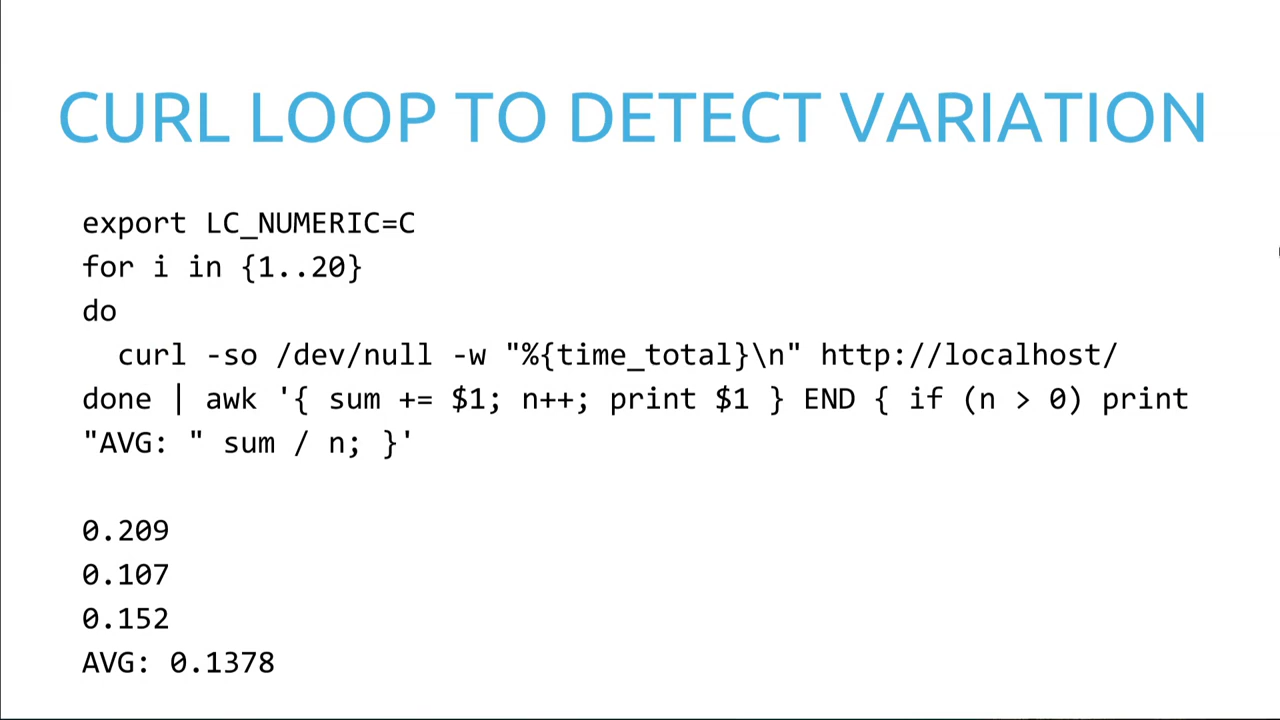 CURL LOOP TO DETECT VARIATION
export LC_NUMERIC=C
for i in {1..20}
do
  curl -so /dev/null -w "%{time_total}\n" http://localhost/
done | awk '{ sum += $1; n++; print $1 } END { if (n > 0) print
"AVG: " sum / n; }'
0.209
0.107
0.152
AVG: 0.1378